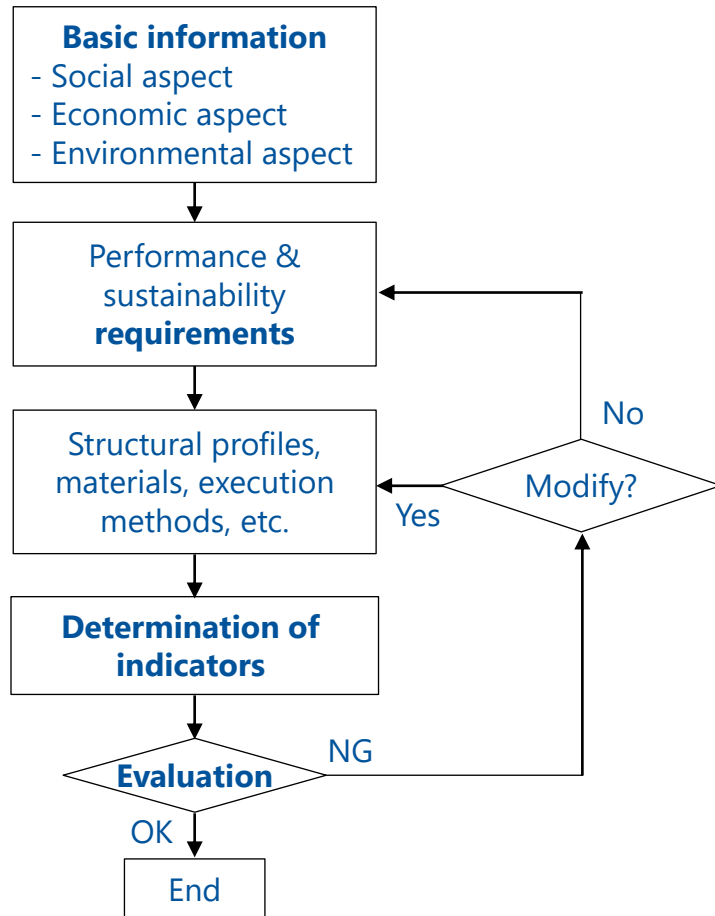 Basic information
- Social aspect
- Economic aspect
- Environmental aspect
Performance &
sustainability
requirements
No
Structural profiles,
materials, execution
methods, etc.
Modify?
Yes
Determination of
indicators
NG
Evaluation
OK
End